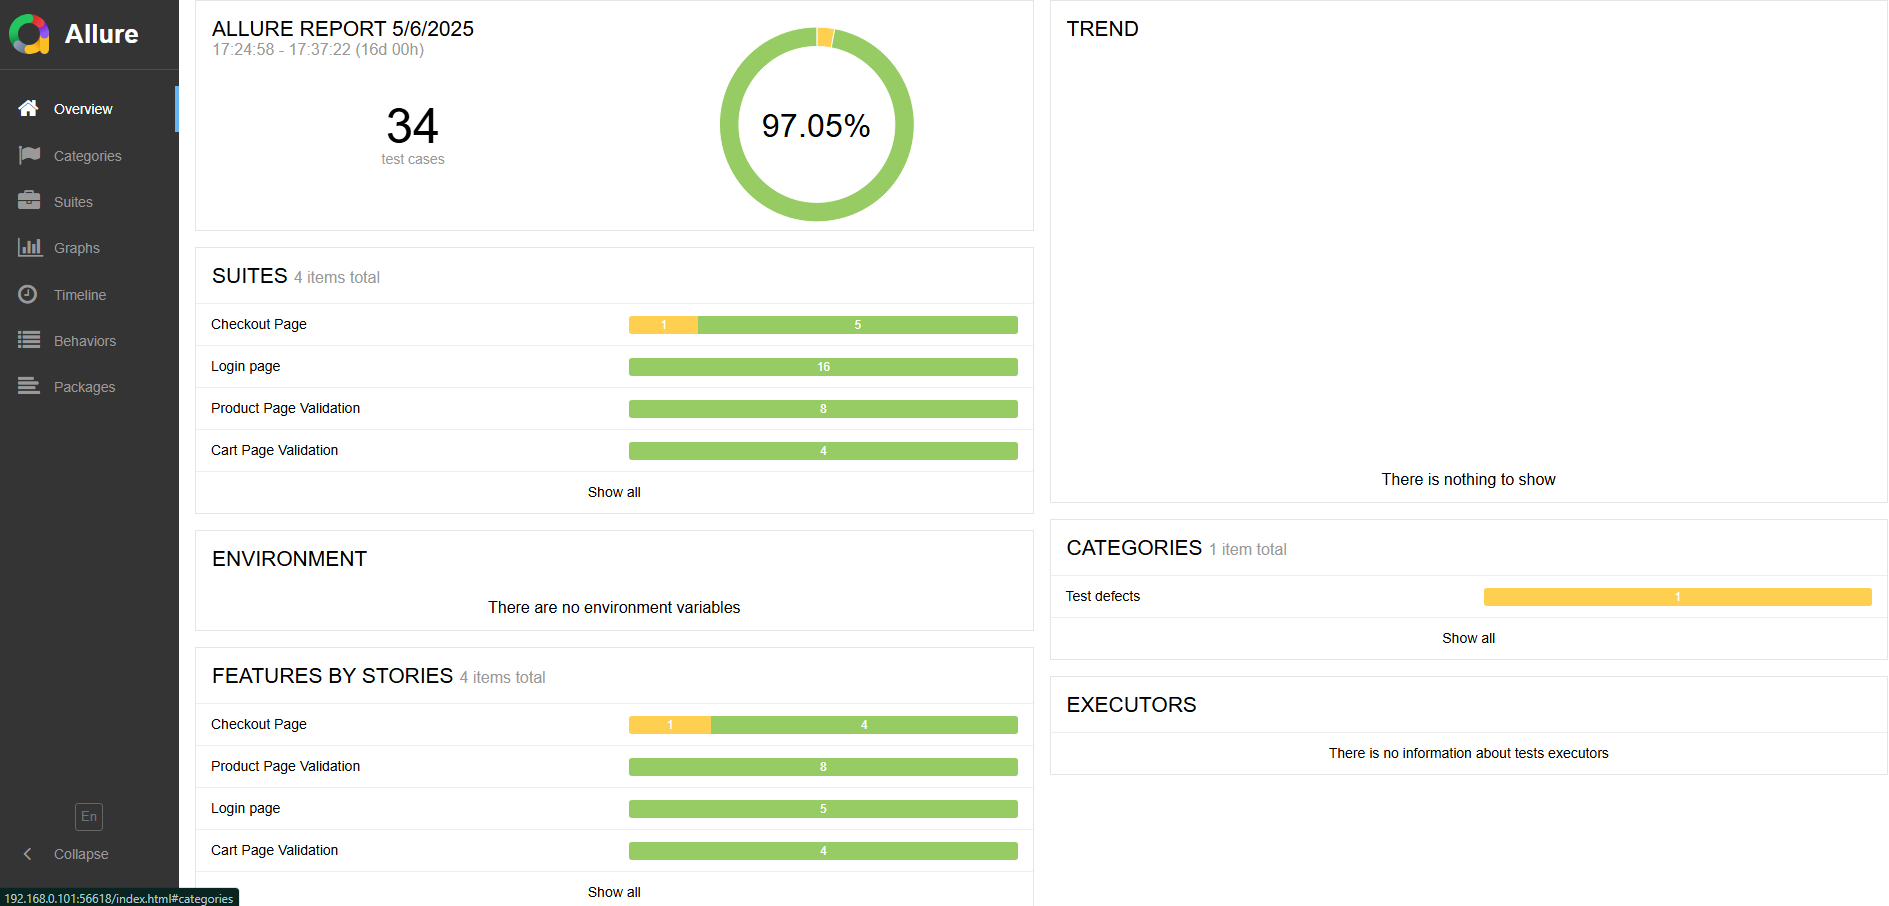 Allure
Overview
Categories
Suites
Graphs
Timeline
Behaviors
Packages
En
Collapse
192.168.0.101:56618/index.html#categories
ALLURE REPORT 5/6/2025
17:24:58 - 17:37:22 (16d 00h)
34
test cases
97.05%
SUITES 4 items total
Checkout Page 1 5
Login page 16
Product Page Validation 8
Cart Page Validation 4
Show all
ENVIRONMENT
There are no environment variables
FEATURES BY STORIES 4 items total
Checkout Page 1 4
Product Page Validation 8
Login page 5
Cart Page Validation 4
Show all
TREND
There is nothing to show
CATEGORIES 1 item total
Test defects 1
Show all
EXECUTORS
There is no information about tests executors